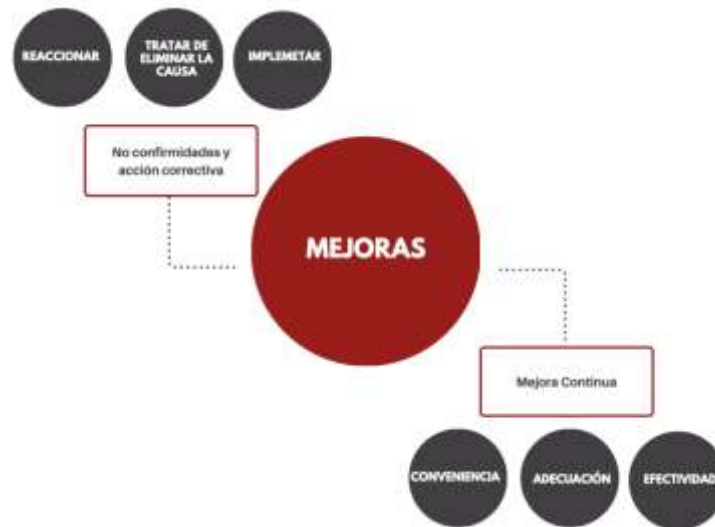 REACCIONAR
TRATAR DE
ELIMINAR LA
CAUSA
IMPLEMETAR
No confirmidades y
acción correctiva
MEJORAS
Mejora Continua
CONVENIENCIA
ADECUACIÓN
EFECTIVIDAD